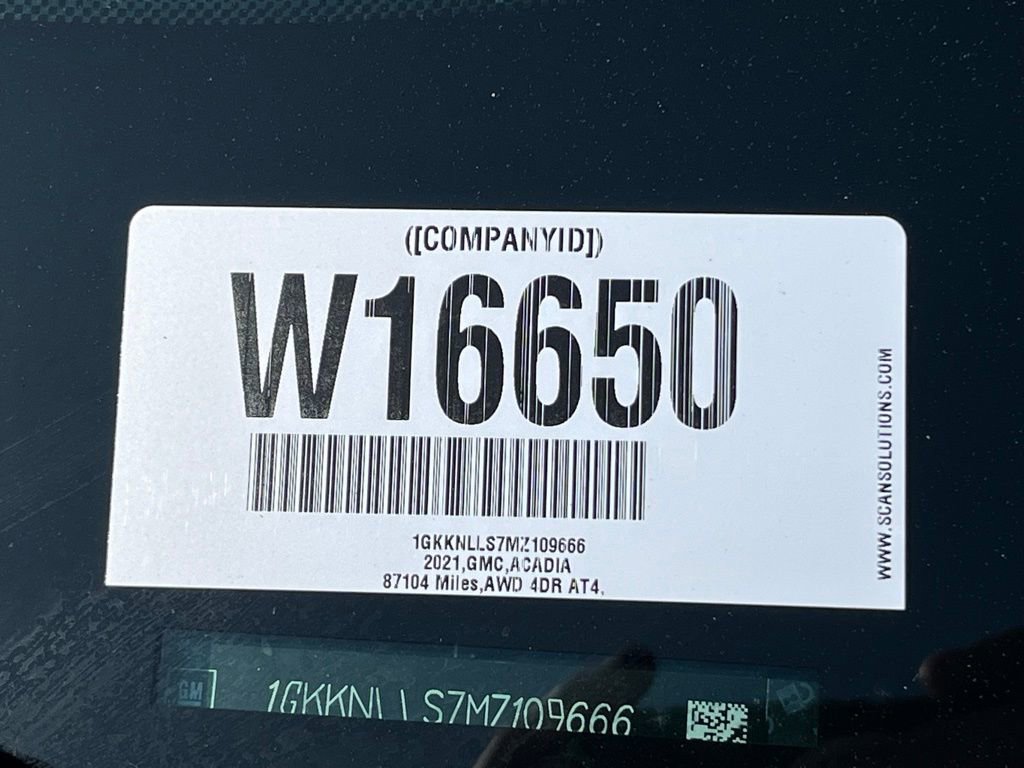 ([COMPANYID])
W16650
1GKKNLLS7MZ109666
2021,GMC,ACADIA
87104 Miles,AWD 4DR AT4,
WWW.SCANSOLUTIONS.COM
GM
1GKKNLLS7MZ109666